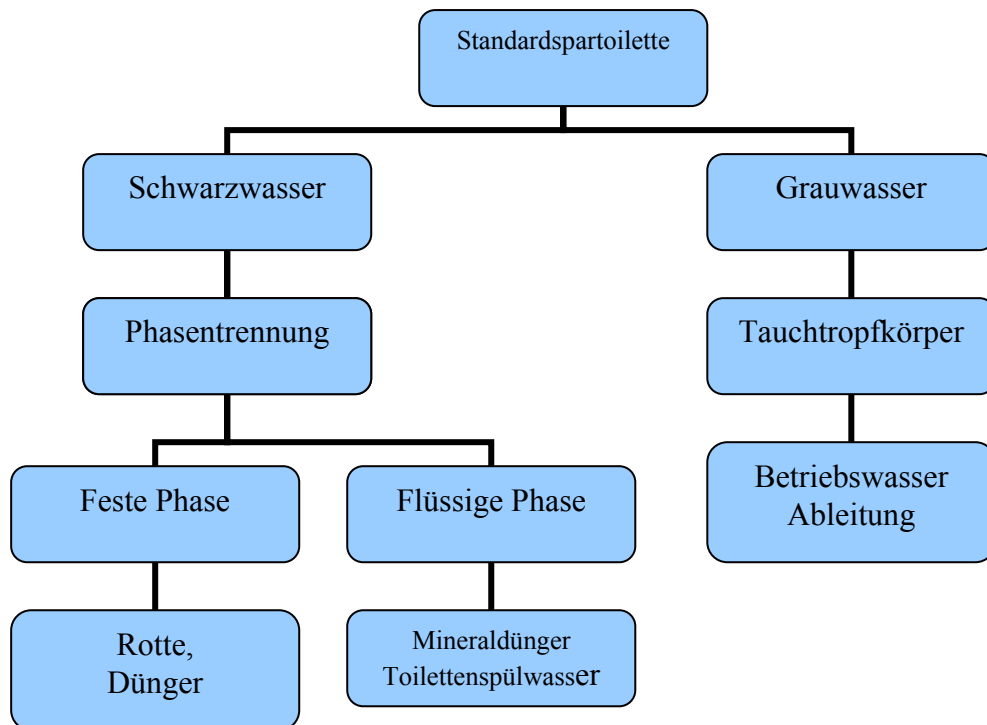 Standardspartoilette
Schwarzwasser
Grauwasser
Phasentrennung
Tauchtropfkörper
Feste Phase
Flüssige Phase
Betriebswasser
Ableitung
Rotte,
Dünger
Mineraldünger
Toilettenspülwasser